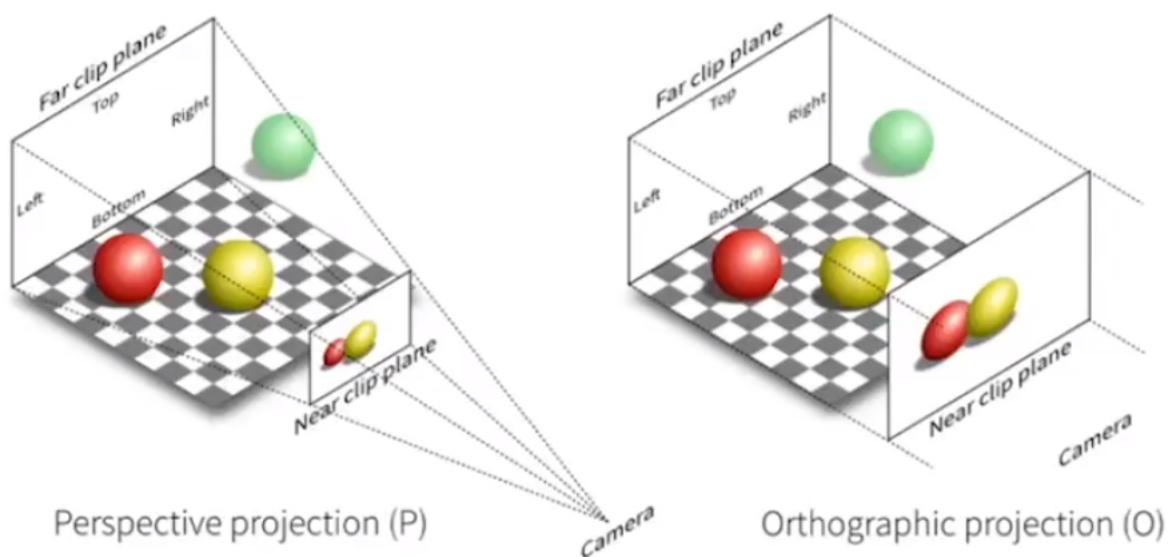 Far clip plane
Top
Right
Left
Bottom
Near clip plane
Camera
Perspective projection (P)
Far clip plane
Top
Right
Left
Bottom
Near clip plane
Camera
Orthographic projection (O)